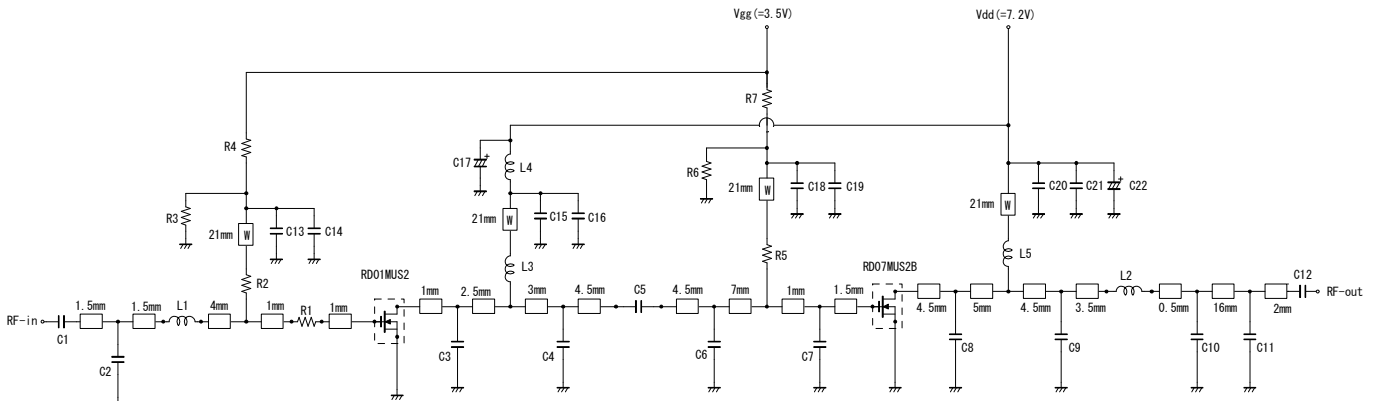 Vgg(=3.5V)
Vdd(=7.2V)
R7
R4
C17
+
L4
R6
C18
C19
C20
C21
+
C22
21mm
W
R3
C13
C14
C15
C16
21mm
W
21mm
W
21mm
W
R5
L5
R2
RD01MUS2
L3
RD07MUS2B
L2
C12
1.5mm
1.5mm
L1
4mm
1mm
R1
1mm
1mm
2.5mm
3mm
4.5mm
C5
4.5mm
7mm
1mm
1.5mm
4.5mm
5mm
4.5mm
3.5mm
0.5mm
16mm
2mm
RF-out
RF-in
C1
C2
C3
C4
C6
C7
C8
C9
C10
C11